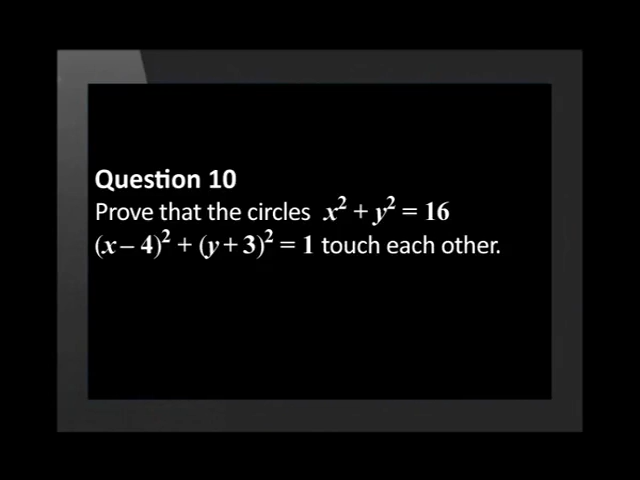 Question 10
Prove that the circles x² + y² = 16
(x – 4)² + (y + 3)² = 1 touch each other.